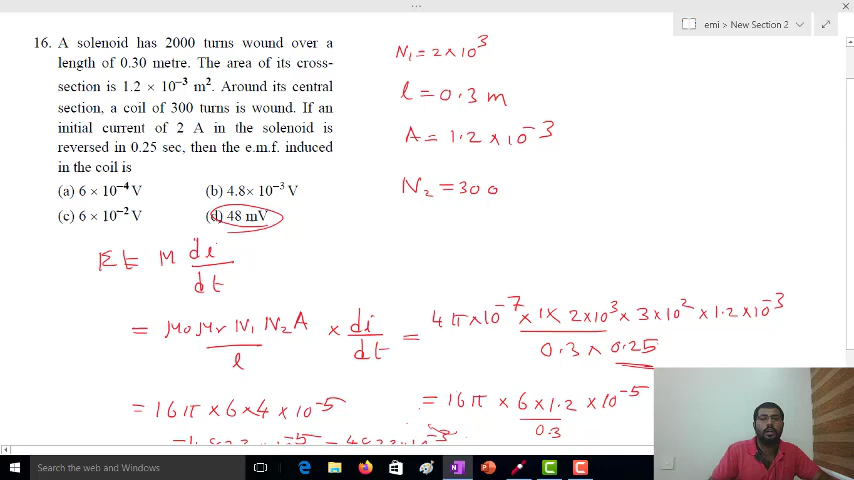 emi > New Section 2
16. A solenoid has 2000 turns wound over a
length of 0.30 metre. The area of its cross-
section is 1.2 × 10⁻³ m². Around its central
section, a coil of 300 turns is wound. If an
initial current of 2 A in the solenoid is
reversed in 0.25 sec, then the e.m.f. induced
in the coil is
(a) 6 × 10⁻⁴ V (b) 4.8× 10⁻³ V
(c) 6 × 10⁻² V (d) 48 mV
N₁ = 2×10³
l = 0.3 m
A = 1.2 × 10⁻³
N₂ = 300
M di/dt
= μ₀ μr N₁ N₂ A / l × di/dt = 4π×10⁻⁷ × 1× 2×10³ × 3×10² × 1.2×10⁻³ / 0.3 × 0.25
= 16π × 6 × 1.2 × 10⁻⁵ / 0.3
= 16π × 6 × 4 × 10⁻⁵
Search the web and Windows